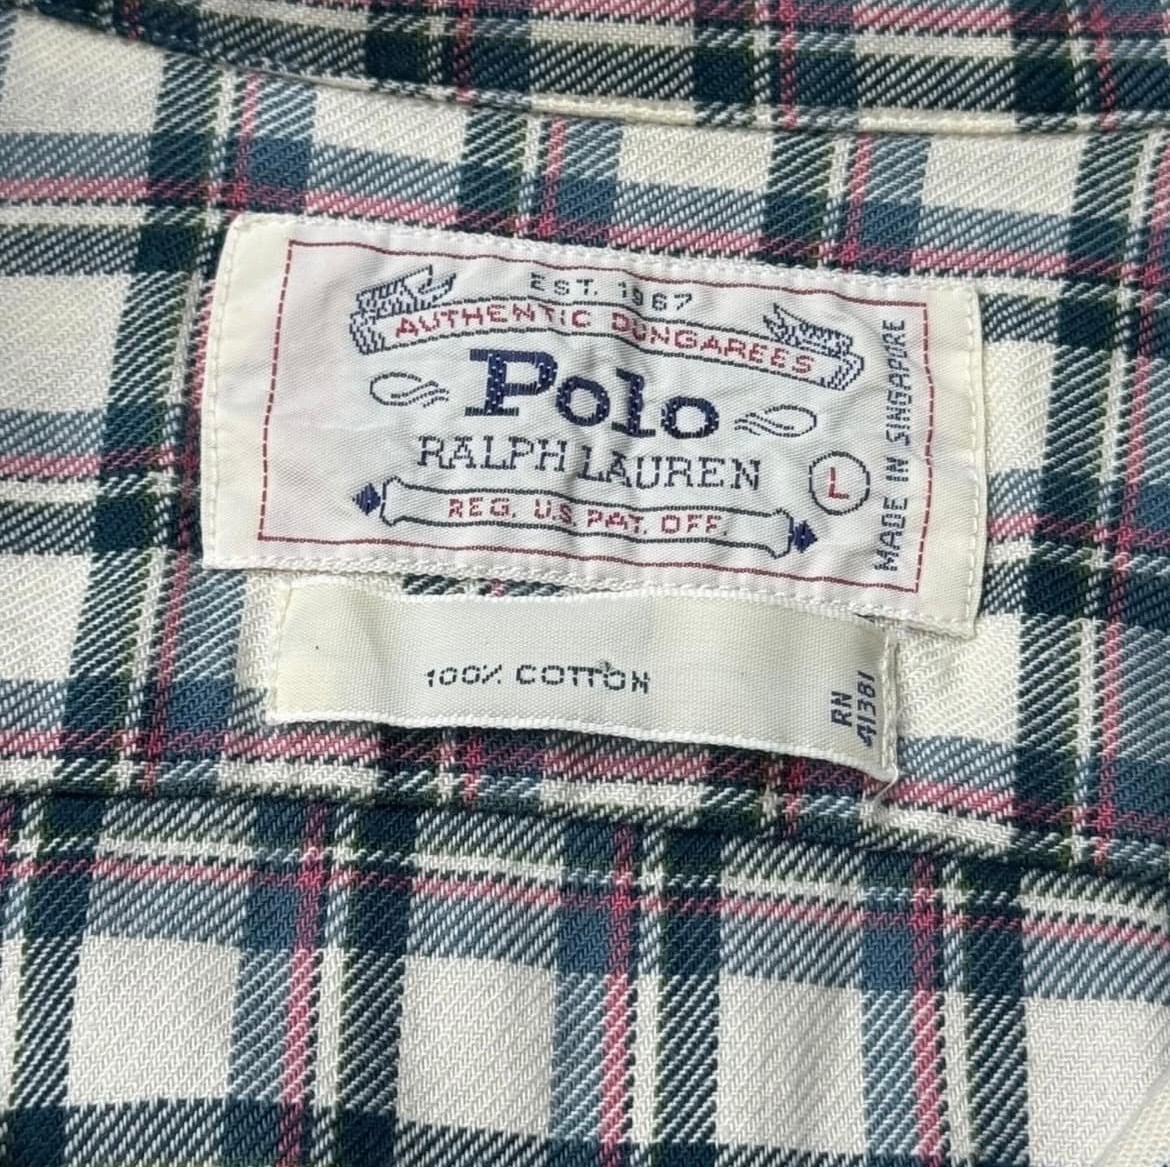 EST. 1967
AUTHENTIC DUNGAREES
Polo
RALPH LAUREN
L
REG. U.S. PAT. OFF.
MADE IN SINGAPORE
100% COTTON
RN
41381